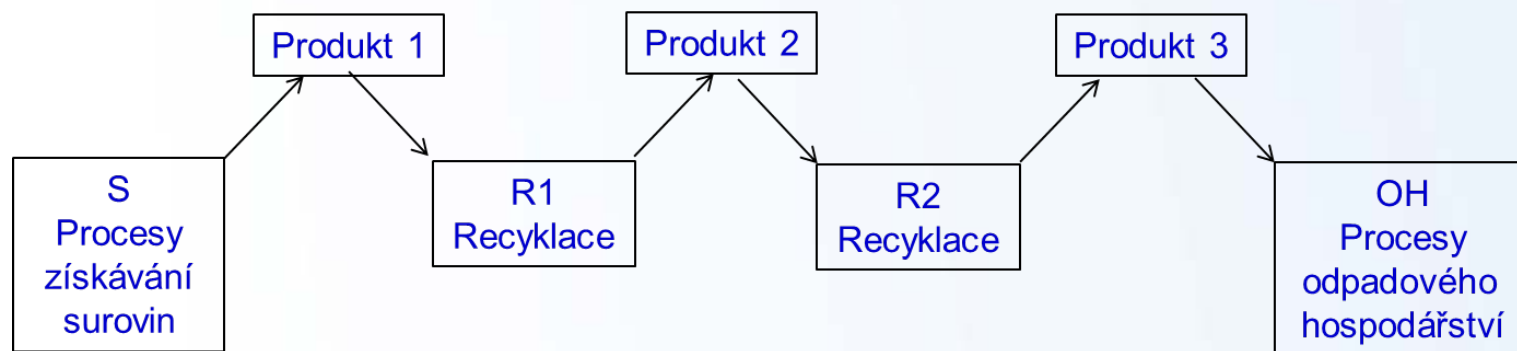 Produkt 1
Produkt 2
Produkt 3
S
Procesy
získávání
surovin
R1
Recyklace
R2
Recyklace
OH
Procesy
odpadového
hospodářství